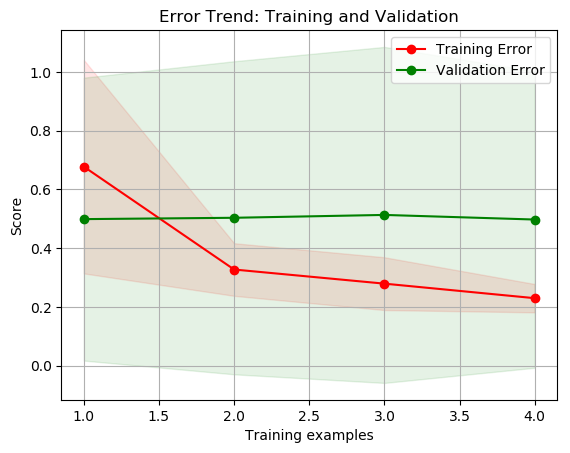 Error Trend: Training and Validation
Training Error
Validation Error
1.0
0.8
0.6
0.4
0.2
0.0
Score
1.0
1.5
2.0
2.5
3.0
3.5
4.0
Training examples